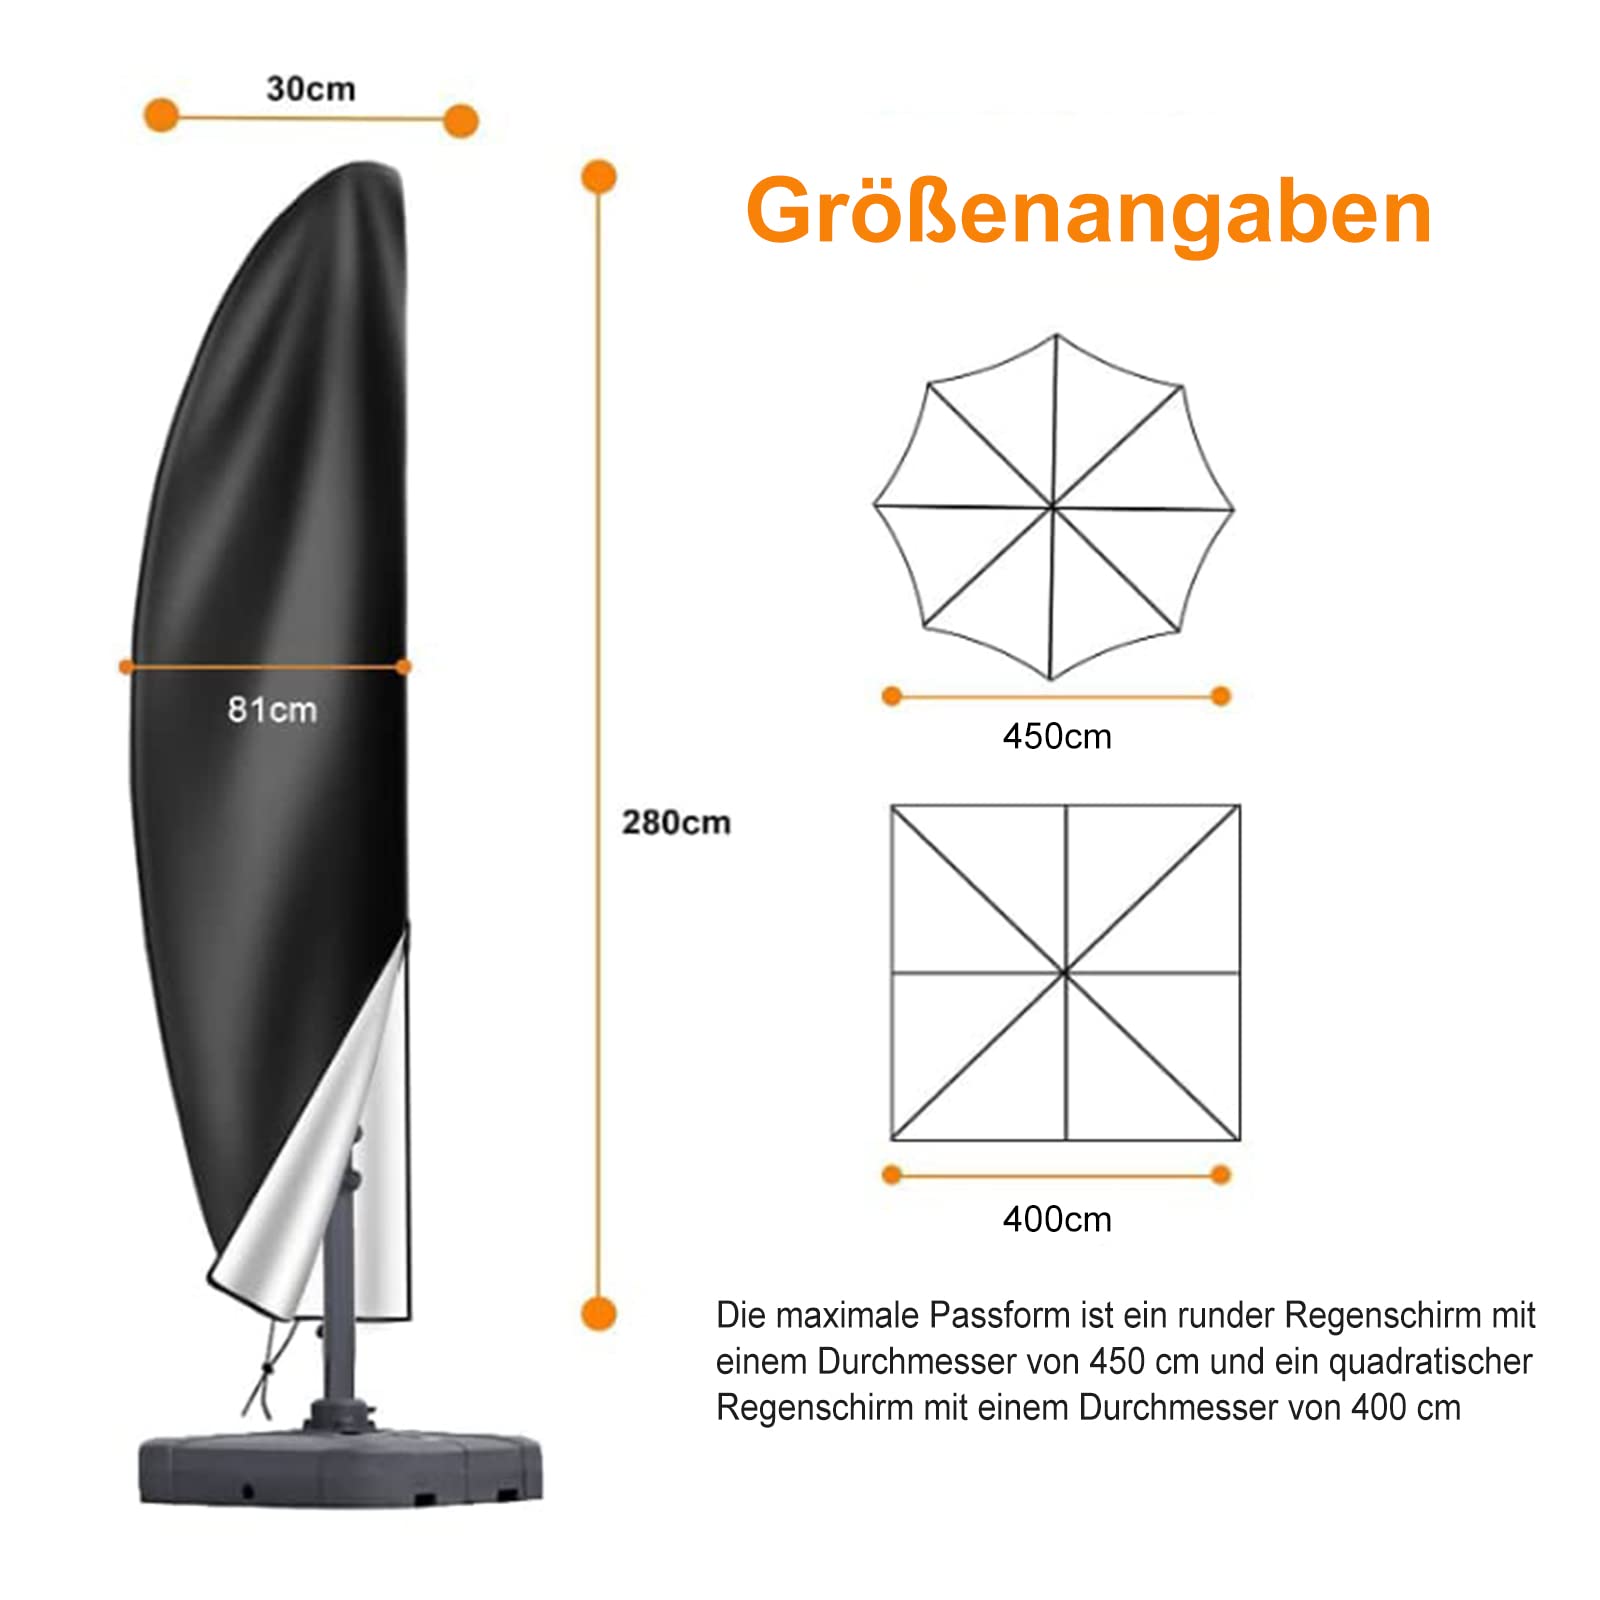 30cm
Größenangaben
81cm
450cm
280cm
400cm
Die maximale Passform ist ein runder Regenschirm mit
einem Durchmesser von 450 cm und ein quadratischer
Regenschirm mit einem Durchmesser von 400 cm